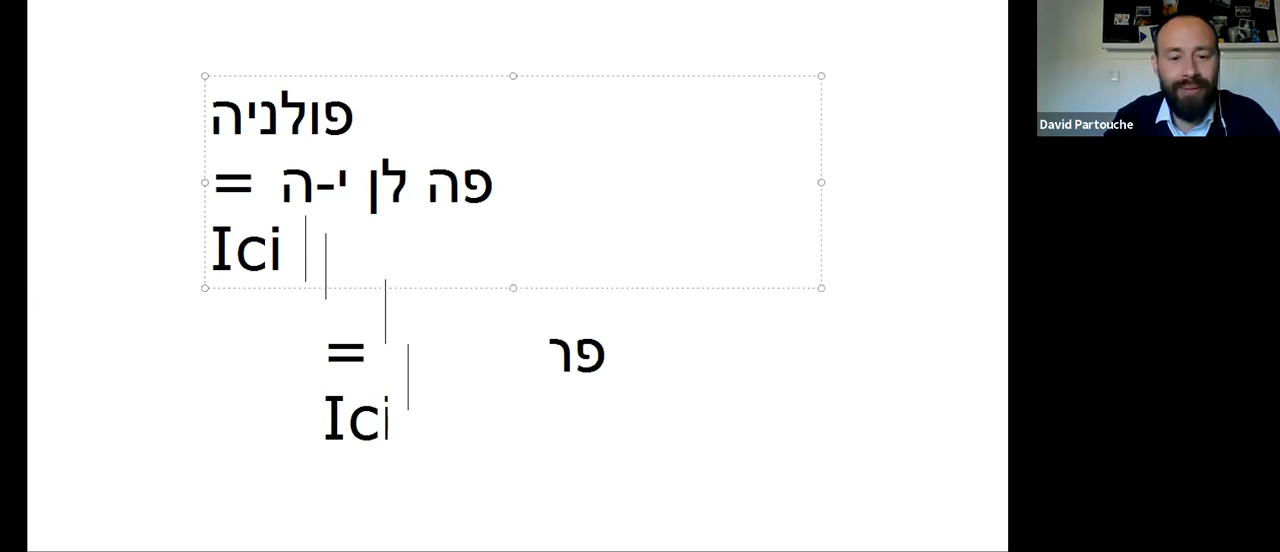 פולניה
= פה לן י-ה
Ici
= פר
Ici
David Partouche